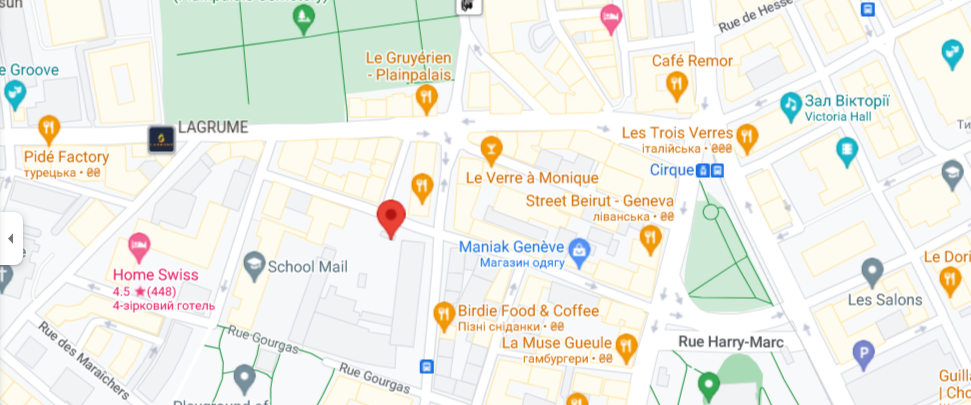 Rue de Hesse
Le Gruyérien
- Plainpalais
Café Remor
e Groove
Зал Вікторії
Victoria Hall
LAGRUME
Les Trois Verres
італійська • ₴₴₴
Pidé Factory
турецька • ₴₴
Cirque
Le Verre à Monique
Street Beirut - Geneva
ліванська • ₴₴
Maniak Genève
Магазин одягу
School Mail
Home Swiss
4.5 ★(448)
4-зірковий готель
Les Salons
Le Dori
Birdie Food & Coffee
Пізні сніданки • ₴₴
La Muse Gueule
гамбургери • ₴₴
Rue Harry-Marc
Rue des Maraîchers
Rue Gourgas
Rue Gourgas
P
Playground of
Guilla
| Cho